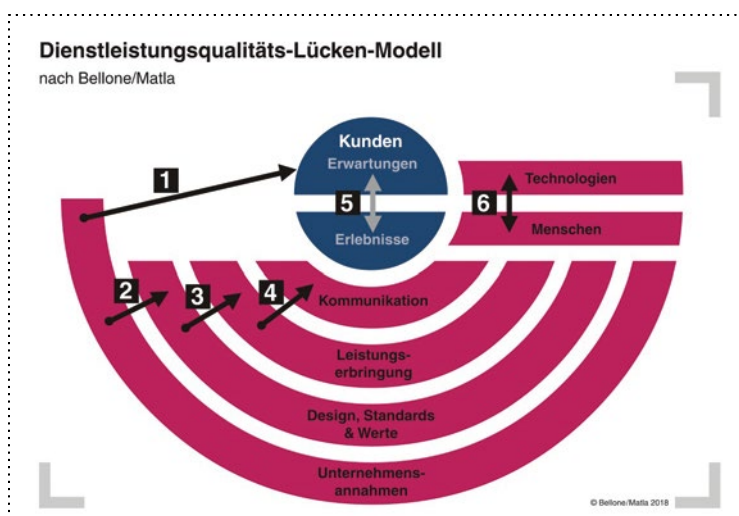 Dienstleistungsqualitäts-Lücken-Modell
nach Bellone/Matla
Kunden
Erwartungen
1
Technologien
5
6
Menschen
Erlebnisse
2
3
4
Kommunikation
Leistungs-
erbringung
Design, Standards
& Werte
Unternehmens-
annahmen
© Bellone/Matla 2018